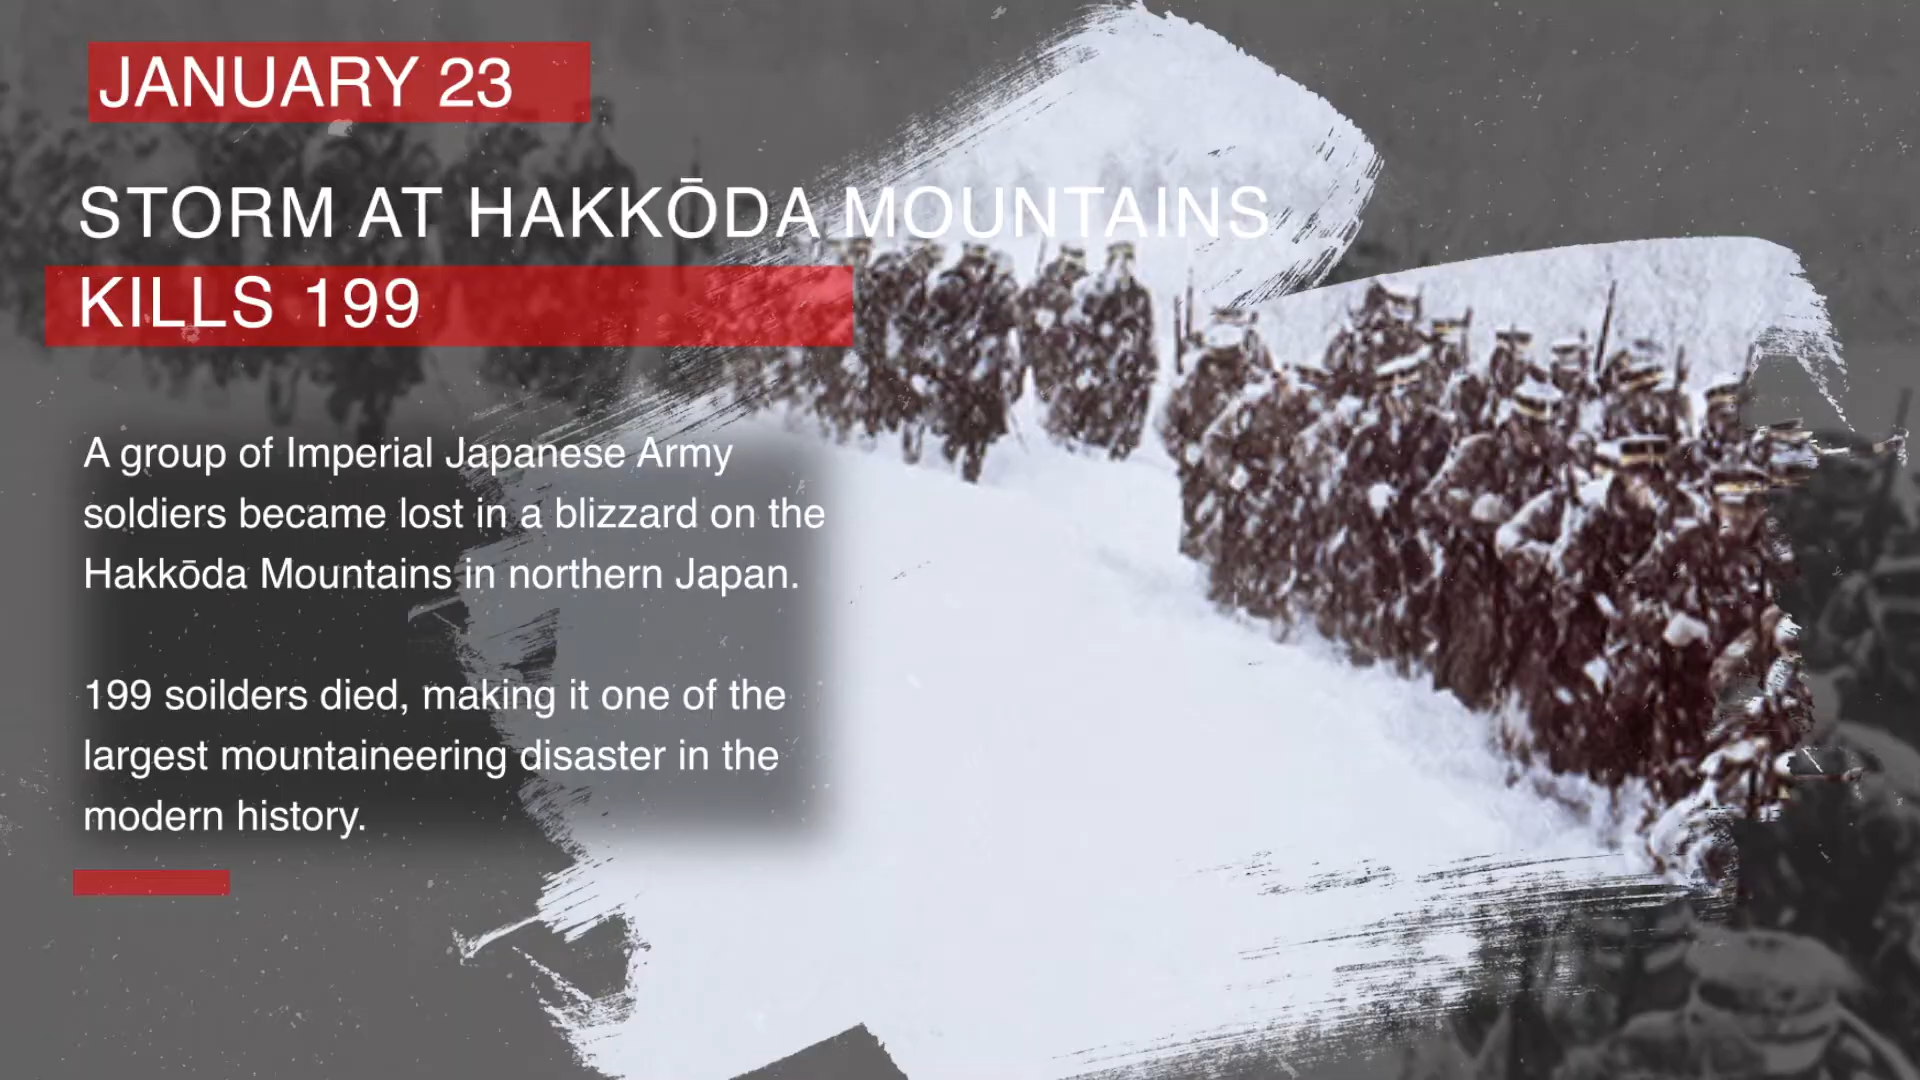 JANUARY 23
STORM AT HAKKŌDA MOUNTAINS
KILLS 199
A group of Imperial Japanese Army
soldiers became lost in a blizzard on the
Hakkōda Mountains in northern Japan.
199 soilders died, making it one of the
largest mountaineering disaster in the
modern history.